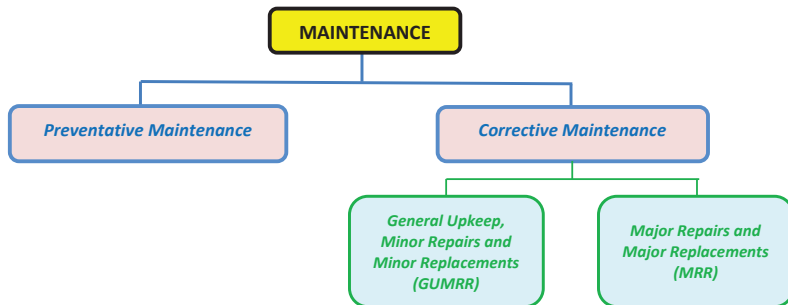 MAINTENANCE
Preventative Maintenance
Corrective Maintenance
General Upkeep,
Minor Repairs and
Minor Replacements
(GUMRR)
Major Repairs and
Major Replacements
(MRR)